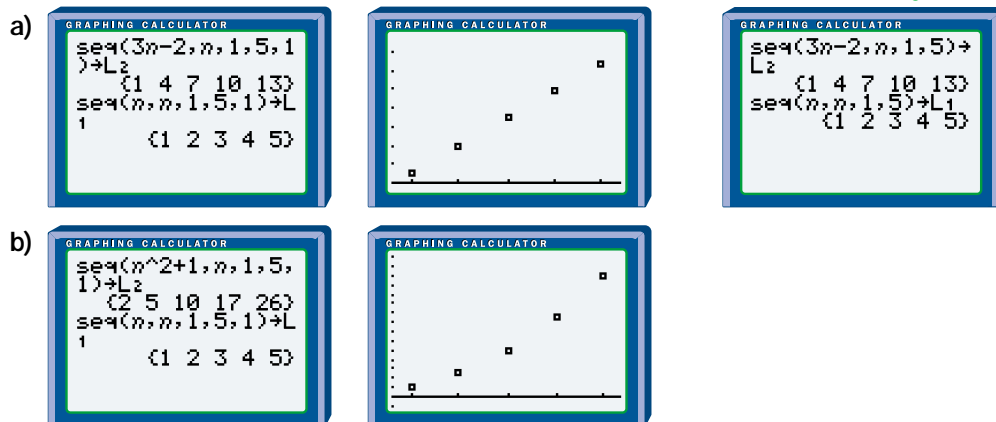 a)
GRAPHING CALCULATOR
seq(3n-2,n,1,5,1
)→L₂
{1 4 7 10 13}
seq(n,n,1,5,1)→L
₁
{1 2 3 4 5}
GRAPHING CALCULATOR
GRAPHING CALCULATOR
seq(3n-2,n,1,5)→
L₂
{1 4 7 10 13}
seq(n,n,1,5)→L₁
{1 2 3 4 5}
b)
GRAPHING CALCULATOR
seq(n^2+1,n,1,5,
1)→L₂
{2 5 10 17 26}
seq(n,n,1,5,1)→L
₁
{1 2 3 4 5}
GRAPHING CALCULATOR